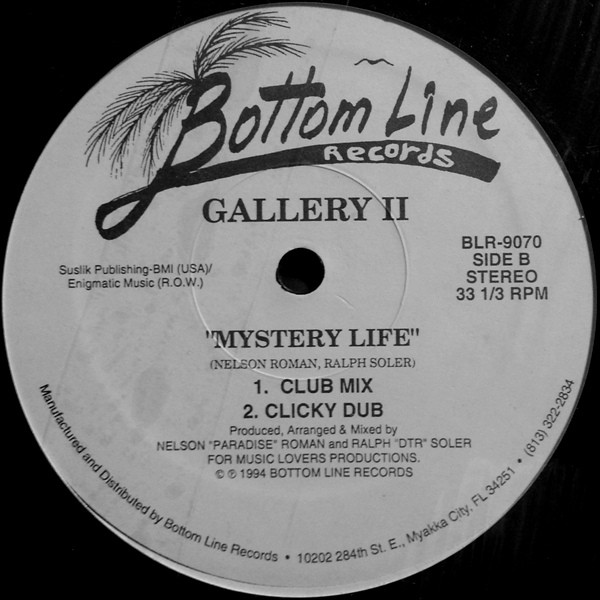 Bottom Line
Records
GALLERY II
BLR-9070
SIDE B
STEREO
33 1/3 RPM
Suslik Publishing-BMI (USA)/
Enigmatic Music (R.O.W.)
"MYSTERY LIFE"
(NELSON ROMAN, RALPH SOLER)
1. CLUB MIX
2. CLICKY DUB
Produced, Arranged & Mixed by
NELSON "PARADISE" ROMAN and RALPH "DTR" SOLER
FOR MUSIC LOVERS PRODUCTIONS.
© ℗ 1994 BOTTOM LINE RECORDS
Manufactured and Distributed by Bottom Line Records • 10202 284th St. E., Myakka City, FL 34251 • (813) 322-2834